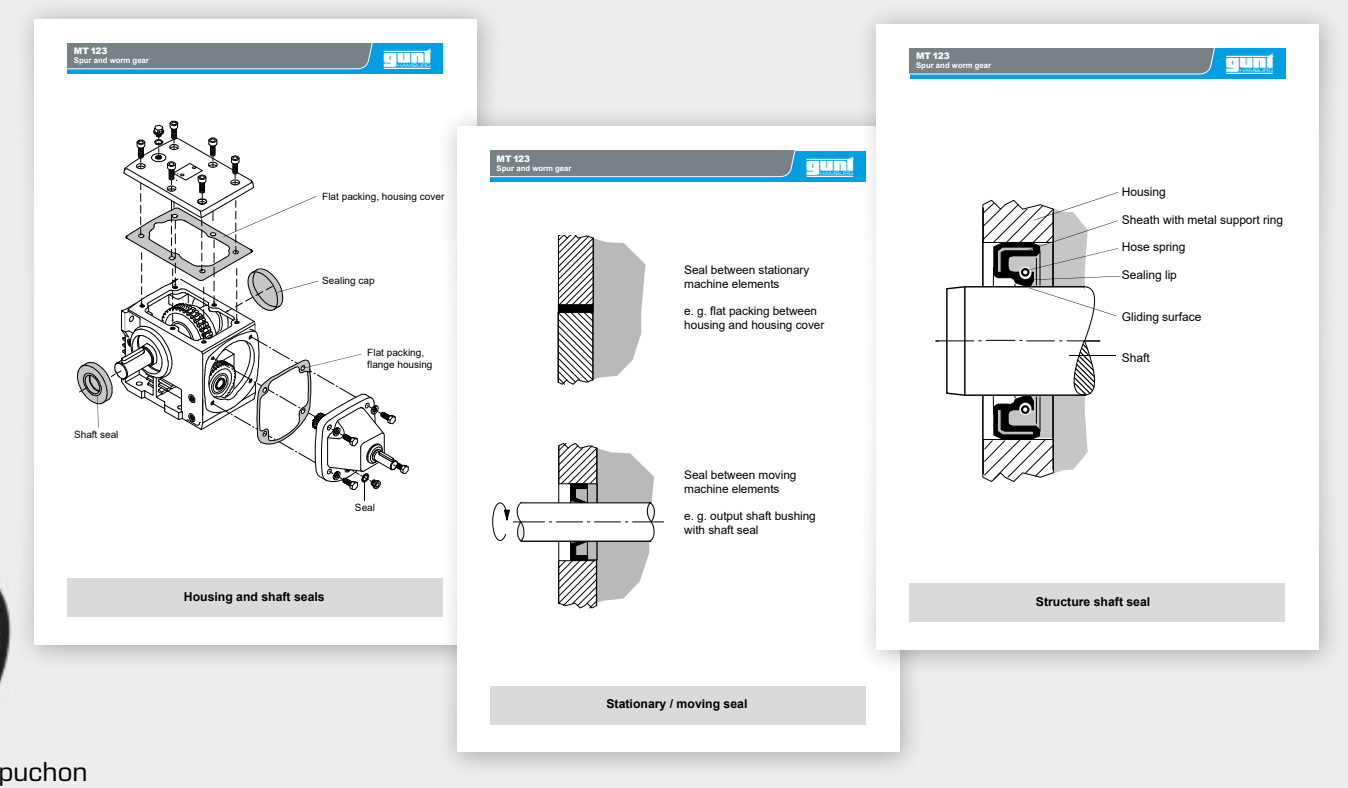 MT 123
Spur and worm gear
gunt
HAMBURG
Flat packing, housing cover
Sealing cap
Flat packing,
flange housing
Shaft seal
Seal
Housing and shaft seals
MT 123
Spur and worm gear
gunt
HAMBURG
Seal between stationary
machine elements
e. g. flat packing between
housing and housing cover
Seal between moving
machine elements
e. g. output shaft bushing
with shaft seal
Stationary / moving seal
MT 123
Spur and worm gear
gunt
HAMBURG
Housing
Sheath with metal support ring
Hose spring
Sealing lip
Gliding surface
Shaft
Structure shaft seal
puchon